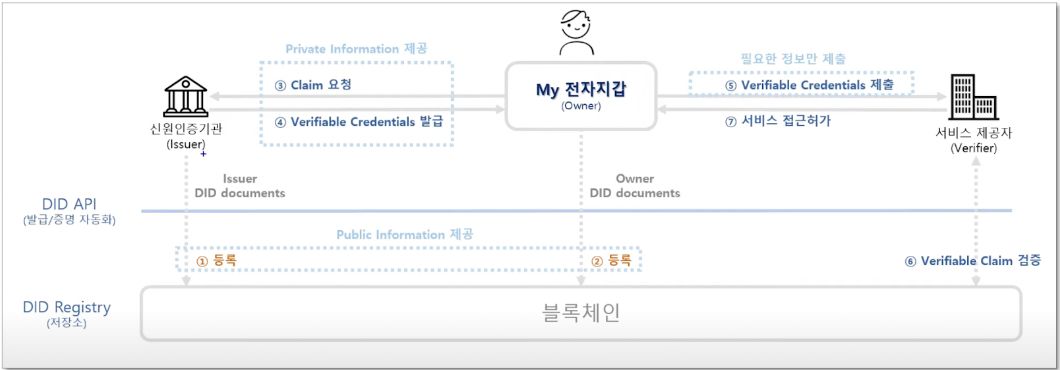 Private Information 제공
필요한 정보만 제출
③ Claim 요청
④ Verifiable Credentials 발급
My 전자지갑
(Owner)
⑤ Verifiable Credentials 제출
⑦ 서비스 접근허가
신원인증기관
(Issuer)
서비스 제공자
(Verifier)
Issuer
DID documents
Owner
DID documents
DID API
(발급/증명 자동화)
Public Information 제공
① 등록
② 등록
⑥ Verifiable Claim 검증
DID Registry
(저장소)
블록체인